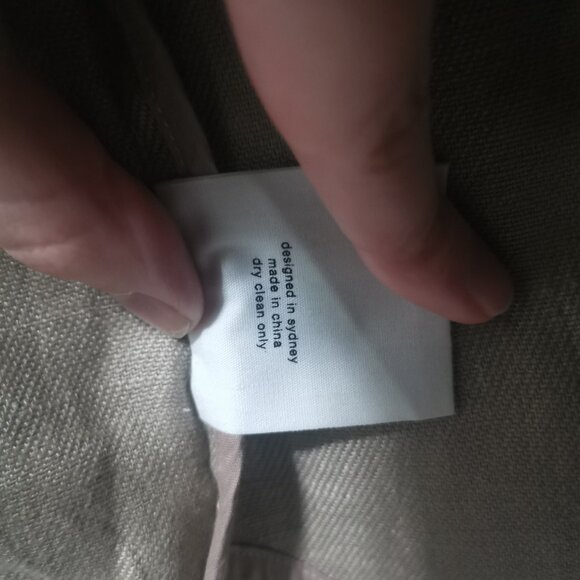 designed in sydney
made in china
dry clean only